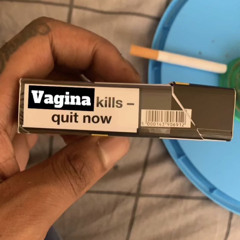 Vagina kills –
quit now